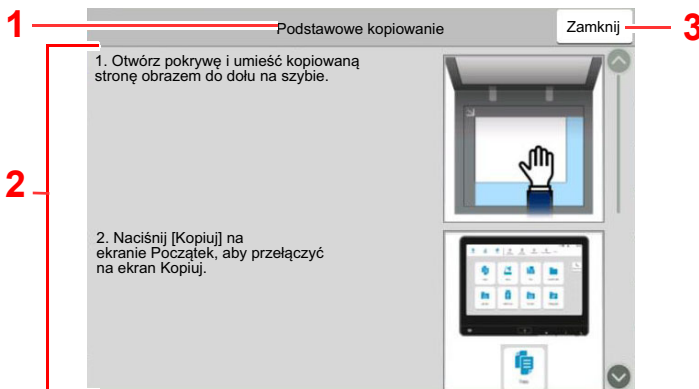 1
Podstawowe kopiowanie
Zamknij
3
2
1. Otwórz pokrywę i umieść kopiowaną
stronę obrazem do dołu na szybie.
2. Naciśnij [Kopiuj] na
ekranie Początek, aby przełączyć
na ekran Kopiuj.